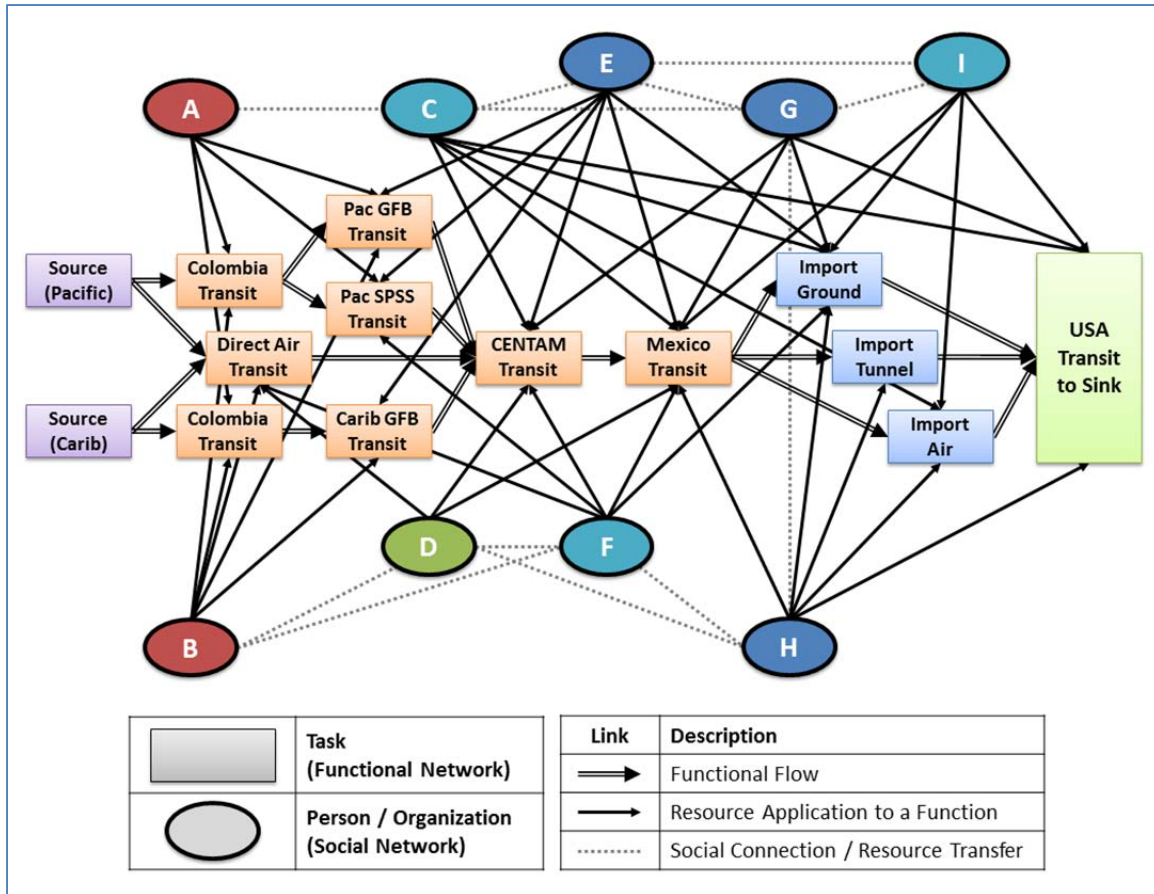 E
I
A
C
G
Pac GFB
Transit
Source
(Pacific)
Colombia
Transit
Import
Ground
Pac SPSS
Transit
Direct Air
Transit
CENTAM
Transit
Mexico
Transit
Import
Tunnel
USA
Transit
to Sink
Source
(Carib)
Colombia
Transit
Carib GFB
Transit
Import
Air
D
F
B
H
Task
(Functional Network)
Person / Organization
(Social Network)
Link Description
Functional Flow
Resource Application to a Function
Social Connection / Resource Transfer